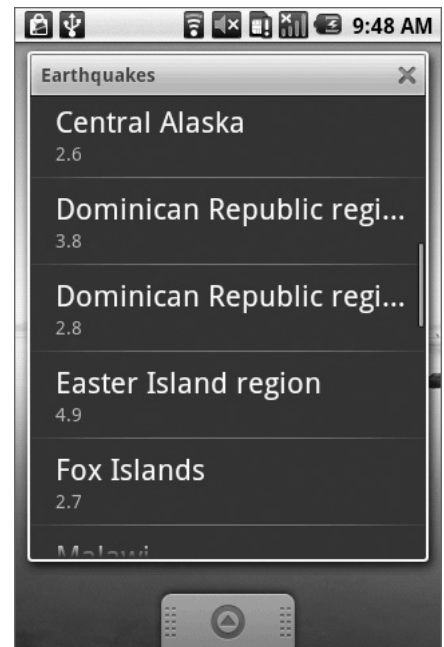 9:48 AM
Earthquakes
Central Alaska
2.6
Dominican Republic regi...
3.8
Dominican Republic regi...
2.8
Easter Island region
4.9
Fox Islands
2.7
Malawi